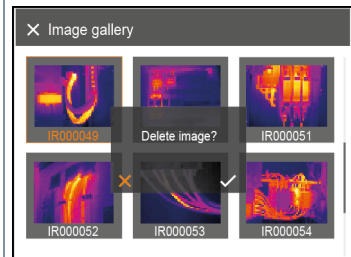 Image gallery
IR000049
Delete image?
IR000051
IR000052
IR000053
IR000054